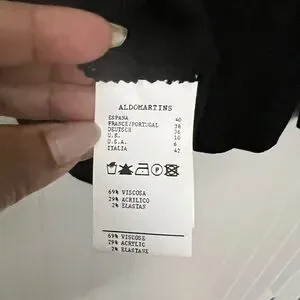 ALDOMARTINS
ESPANA 40
FRANCE/PORTUGAL 38
DEUTSCH 36
U.K. 10
U.S.A. 6
ITALIA 42
P
69% VISCOSA
29% ACRILICO
2% ELASTAN
69% VISCOSE
29% ACRYLIC
2% ELASTANE